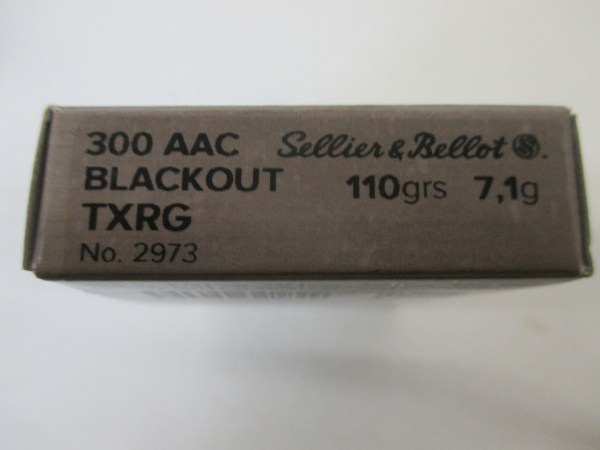 300 AAC Sellier & Bellot
BLACKOUT 110grs 7,1g
TXRG
No. 2973